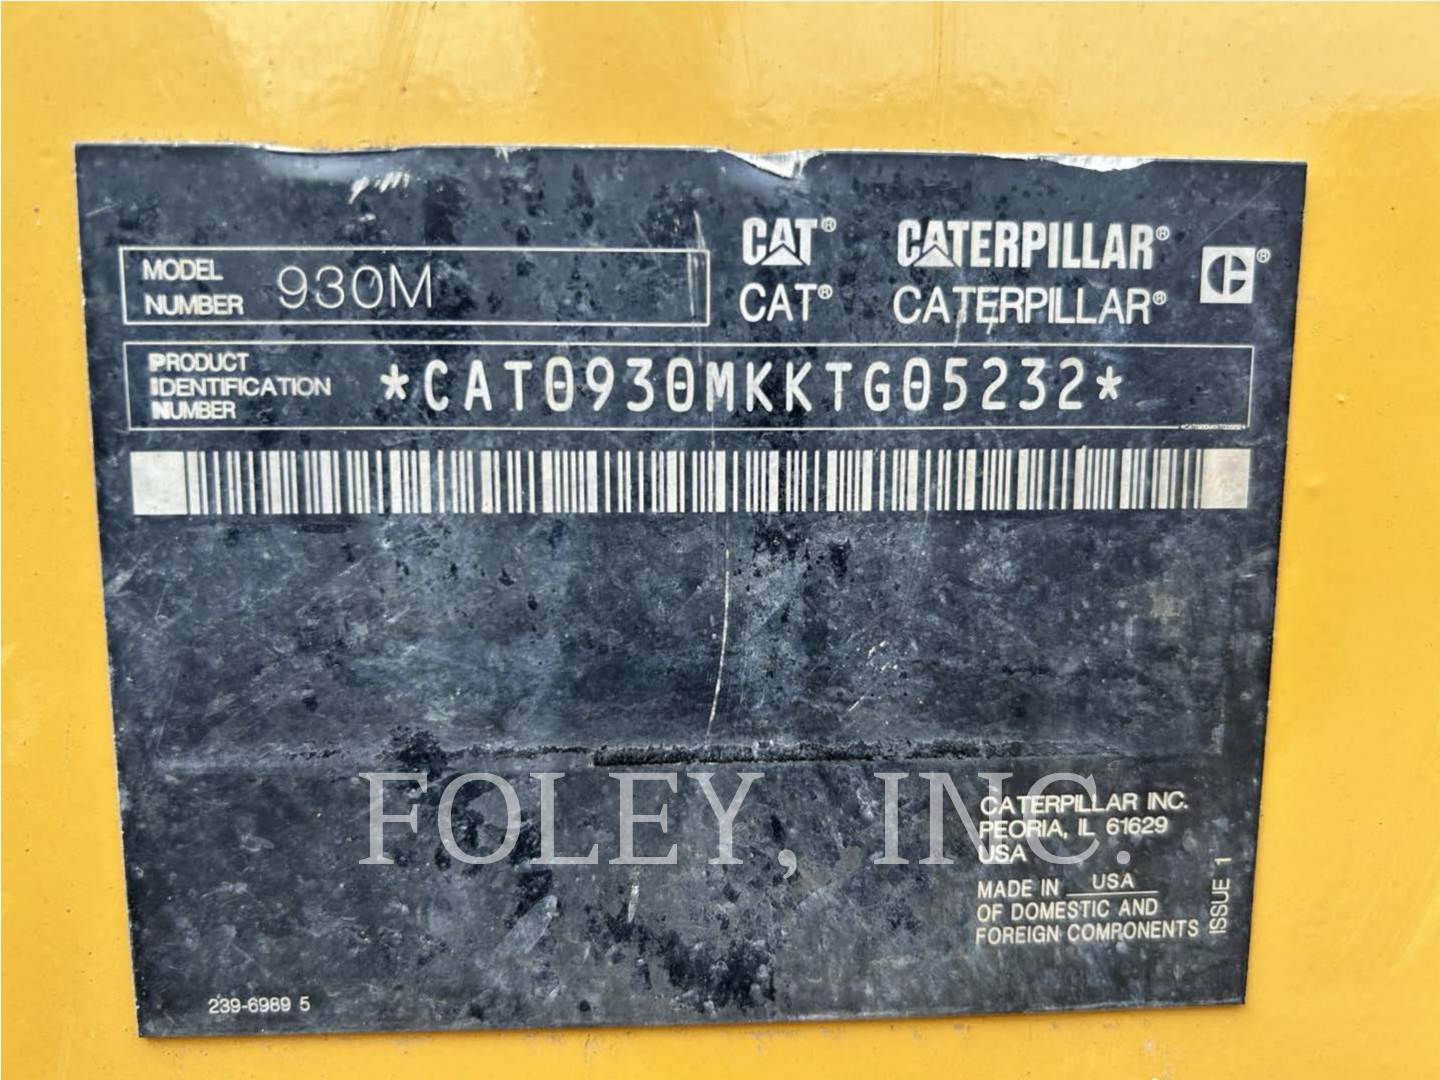 CAT® CATERPILLAR®
CAT® CATERPILLAR®
MODEL NUMBER 930M
PRODUCT IDENTIFICATION NUMBER *CAT0930MKKTG05232*
*CAT0930MKKTG05232*
FOLEY, INC.
CATERPILLAR INC.
PEORIA, IL 61629
USA
MADE IN USA
OF DOMESTIC AND
FOREIGN COMPONENTS
ISSUE 1
239-6989 5